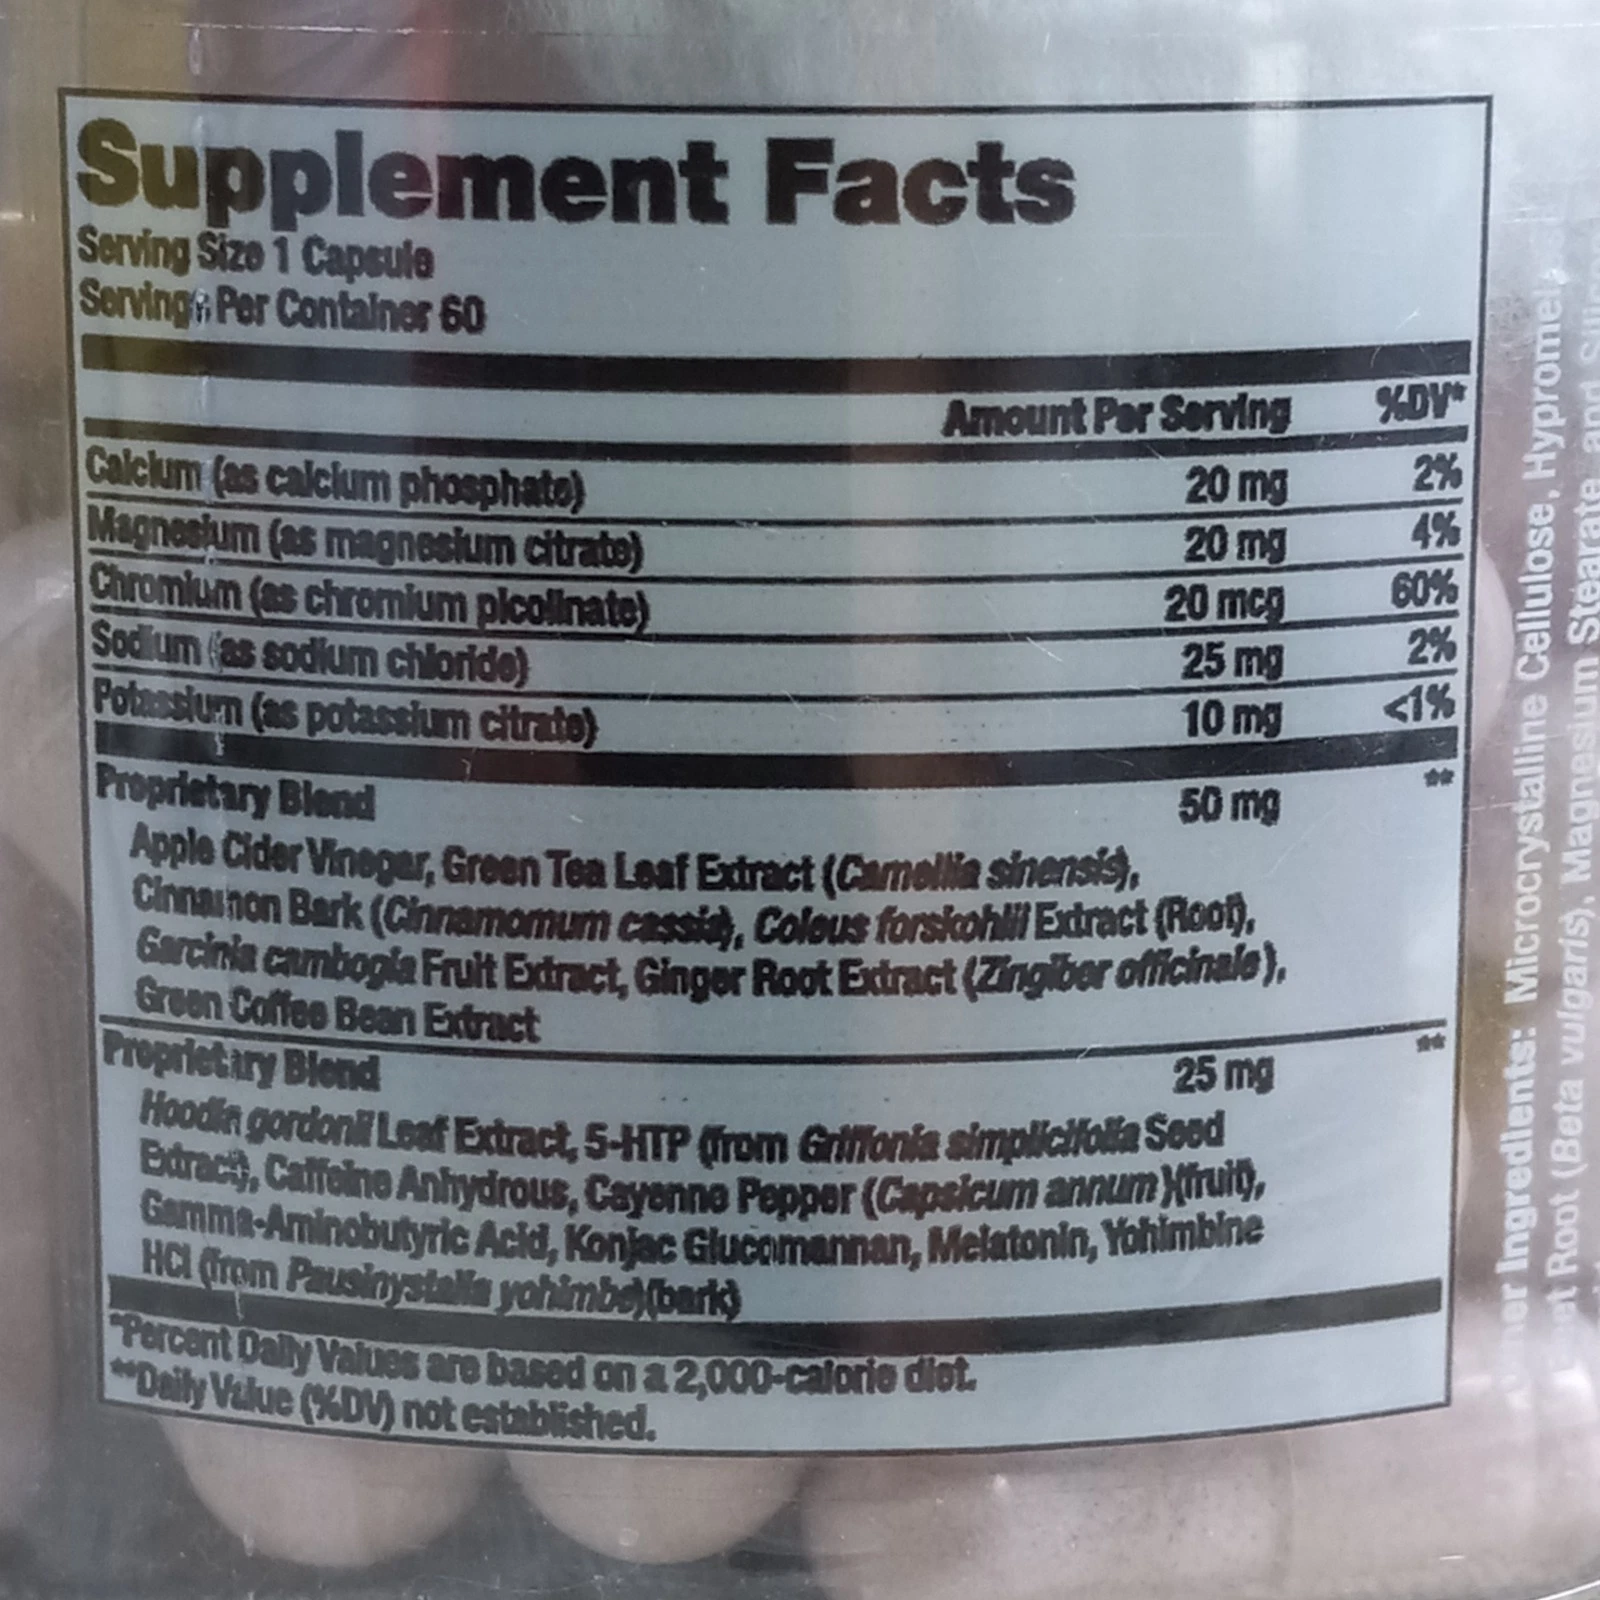 Supplement Facts
Serving Size 1 Capsule
Servings Per Container 60
Amount Per Serving %DV*
Calcium (as calcium phosphate) 20 mg 2%
Magnesium (as magnesium citrate) 20 mg 4%
Chromium (as chromium picolinate) 20 mcg 60%
Sodium (as sodium chloride) 25 mg 2%
Potassium (as potassium citrate) 10 mg <1%
Proprietary Blend 50 mg **
Apple Cider Vinegar, Green Tea Leaf Extract (Camellia sinensis),
Cinnamon Bark (Cinnamomum cassia), Coleus forskohlii Extract (Root),
Garcinia cambogia Fruit Extract, Ginger Root Extract (Zingiber officinale),
Green Coffee Bean Extract
Proprietary Blend 25 mg **
Hoodia gordonii Leaf Extract, 5-HTP (from Griffonia simplicifolia Seed
Extract), Caffeine Anhydrous, Cayenne Pepper (Capsicum annum)(fruit),
Gamma-Aminobutyric Acid, Konjac Glucomannan, Melatonin, Yohimbine
HCl (from Pausinystalia yohimbe)(bark)
*Percent Daily Values are based on a 2,000-calorie diet.
**Daily Value (%DV) not established.
Ingredients: Microcrystalline Cellulose,
Root (Beta vulgaris), Magnesium Stearate, and